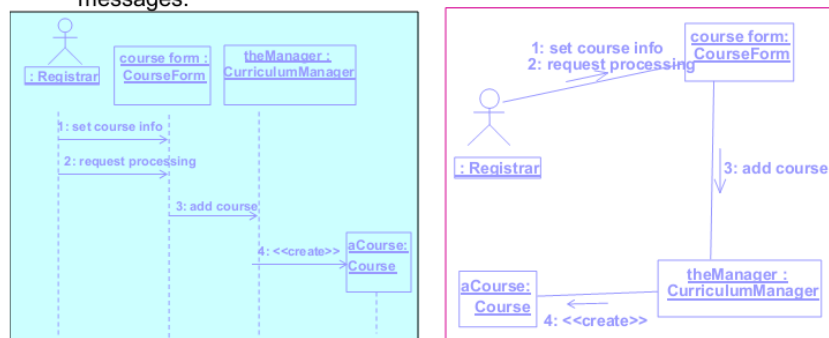 messages.
: Registrar
course form :
CourseForm
theManager :
CurriculumManager
1: set course info
2: request processing
3: add course
4: <<create>>
aCourse:
Course
1: set course info
2: request processing
course form:
CourseForm
: Registrar
3: add course
aCourse:
Course
4: <<create>>
theManager :
CurriculumManager